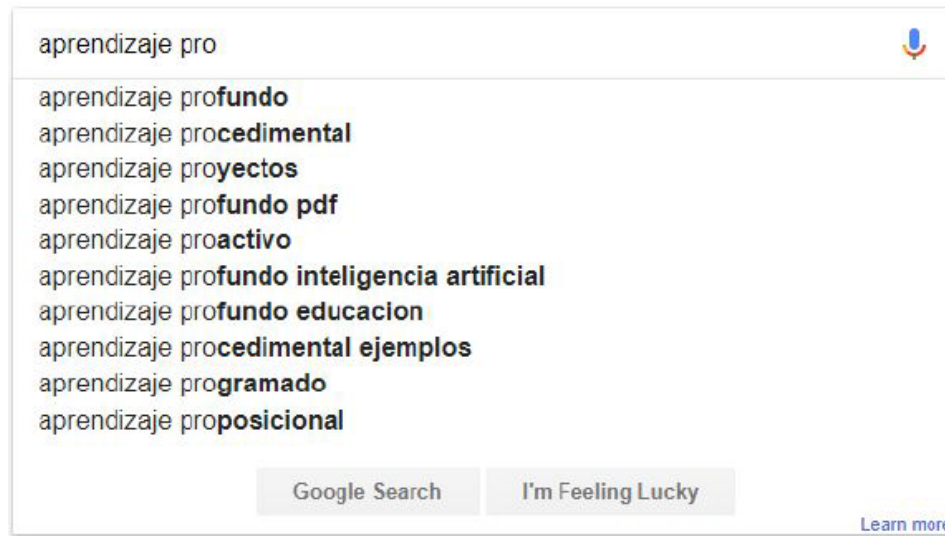 aprendizaje pro
aprendizaje profundo
aprendizaje procedimental
aprendizaje proyectos
aprendizaje profundo pdf
aprendizaje proactivo
aprendizaje profundo inteligencia artificial
aprendizaje profundo educacion
aprendizaje procedimental ejemplos
aprendizaje programado
aprendizaje proposicional
Google Search I'm Feeling Lucky
Learn more